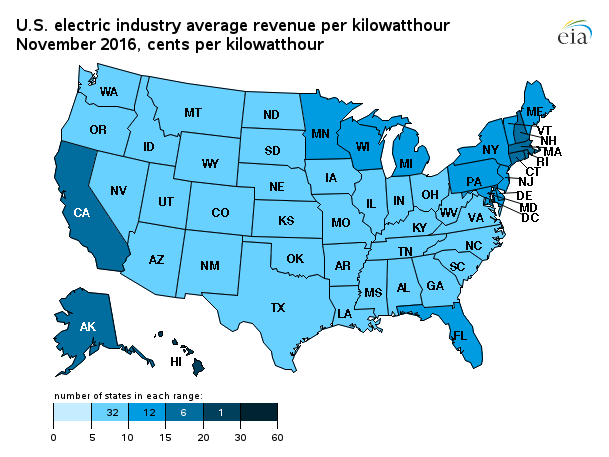 U.S. electric industry average revenue per kilowatthour
November 2016, cents per kilowatthour
eia
WA
MT
ND
MN
ME
OR
ID
SD
WI
MI
NY
VT
NH
MA
RI
CT
WY
IA
NE
PA
NJ
NV
UT
CO
IL
IN
OH
DE
MD
DC
CA
KS
MO
WV
VA
KY
AZ
NM
OK
AR
TN
NC
SC
TX
MS
AL
GA
LA
AK
HI
FL
number of states in each range:
32 12 6 1
0 5 10 15 20 30 60